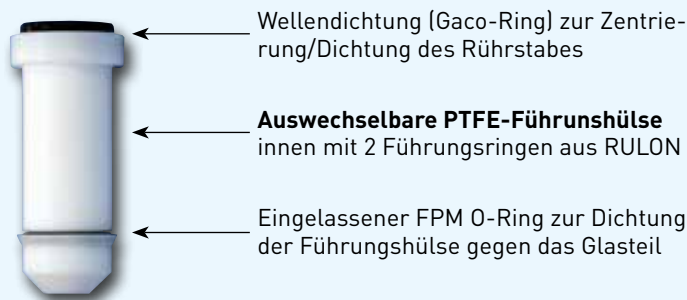 Wellendichtung (Gaco-Ring) zur Zentrie-
rung/Dichtung des Rührstabes
Auswechselbare PTFE-Führunshülse
innen mit 2 Führungsringen aus RULON
Eingelassener FPM O-Ring zur Dichtung
der Führungshülse gegen das Glasteil